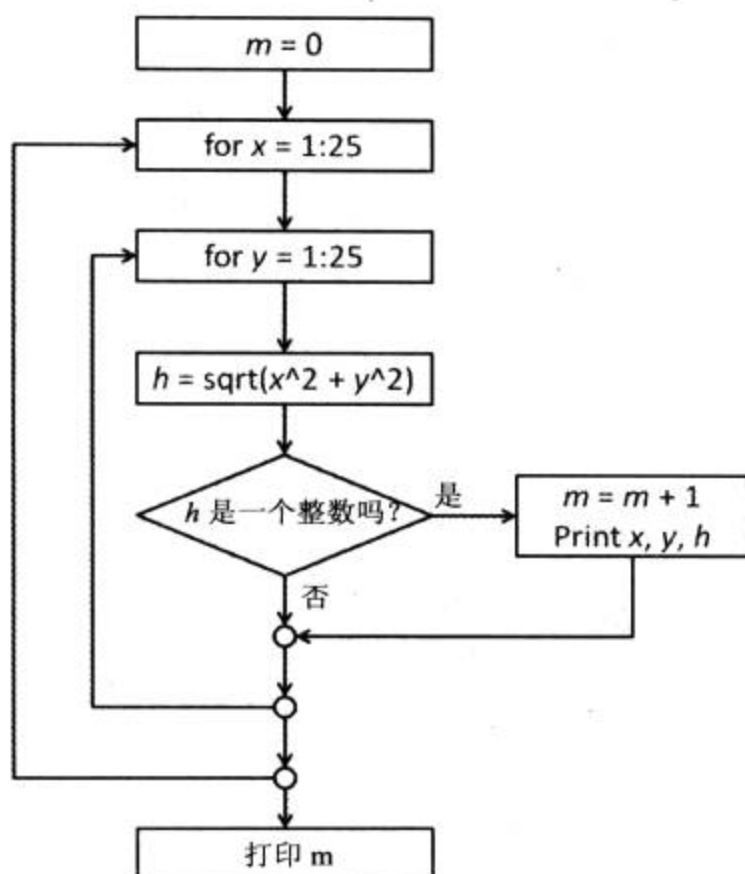 m = 0
for x = 1:25
for y = 1:25
h = sqrt(x^2 + y^2)
h 是一个整数吗?
是
m = m + 1
Print x, y, h
否
打印 m